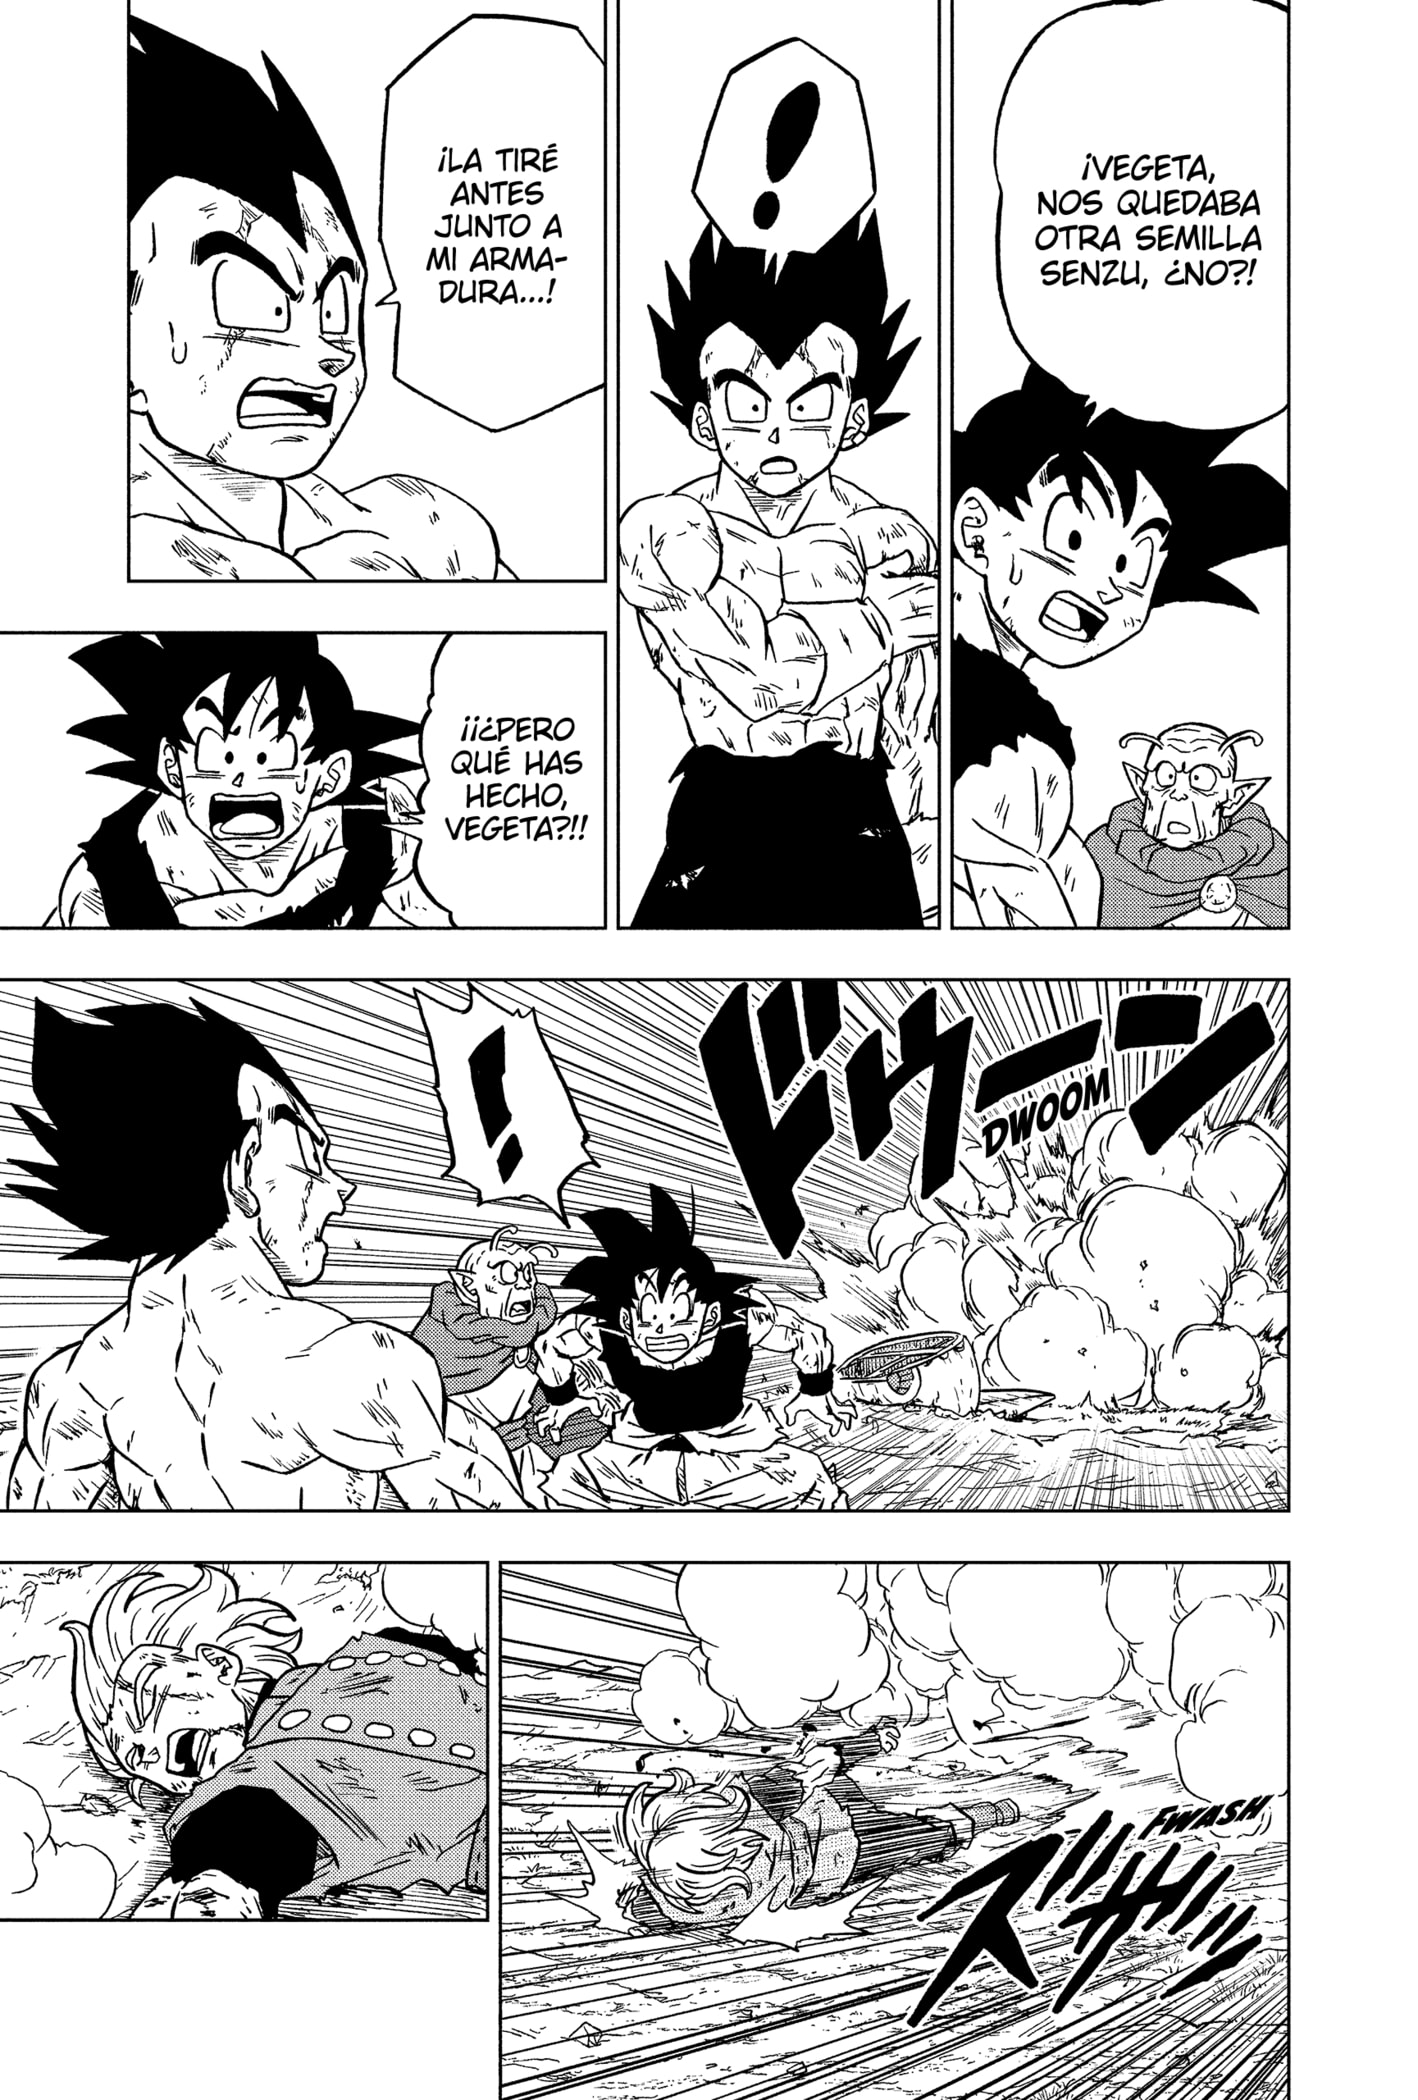 ¡VEGETA,
NOS QUEDABA
OTRA SEMILLA
SENZU, ¿NO?!
!
¡LA TIRÉ
ANTES
JUNTO A
MI ARMA-
DURA...!
¡¡¿PERO
QUÉ HAS
HECHO,
VEGETA?!!
ドゥーン
DWOOM
!
FWASH
ズザザッ